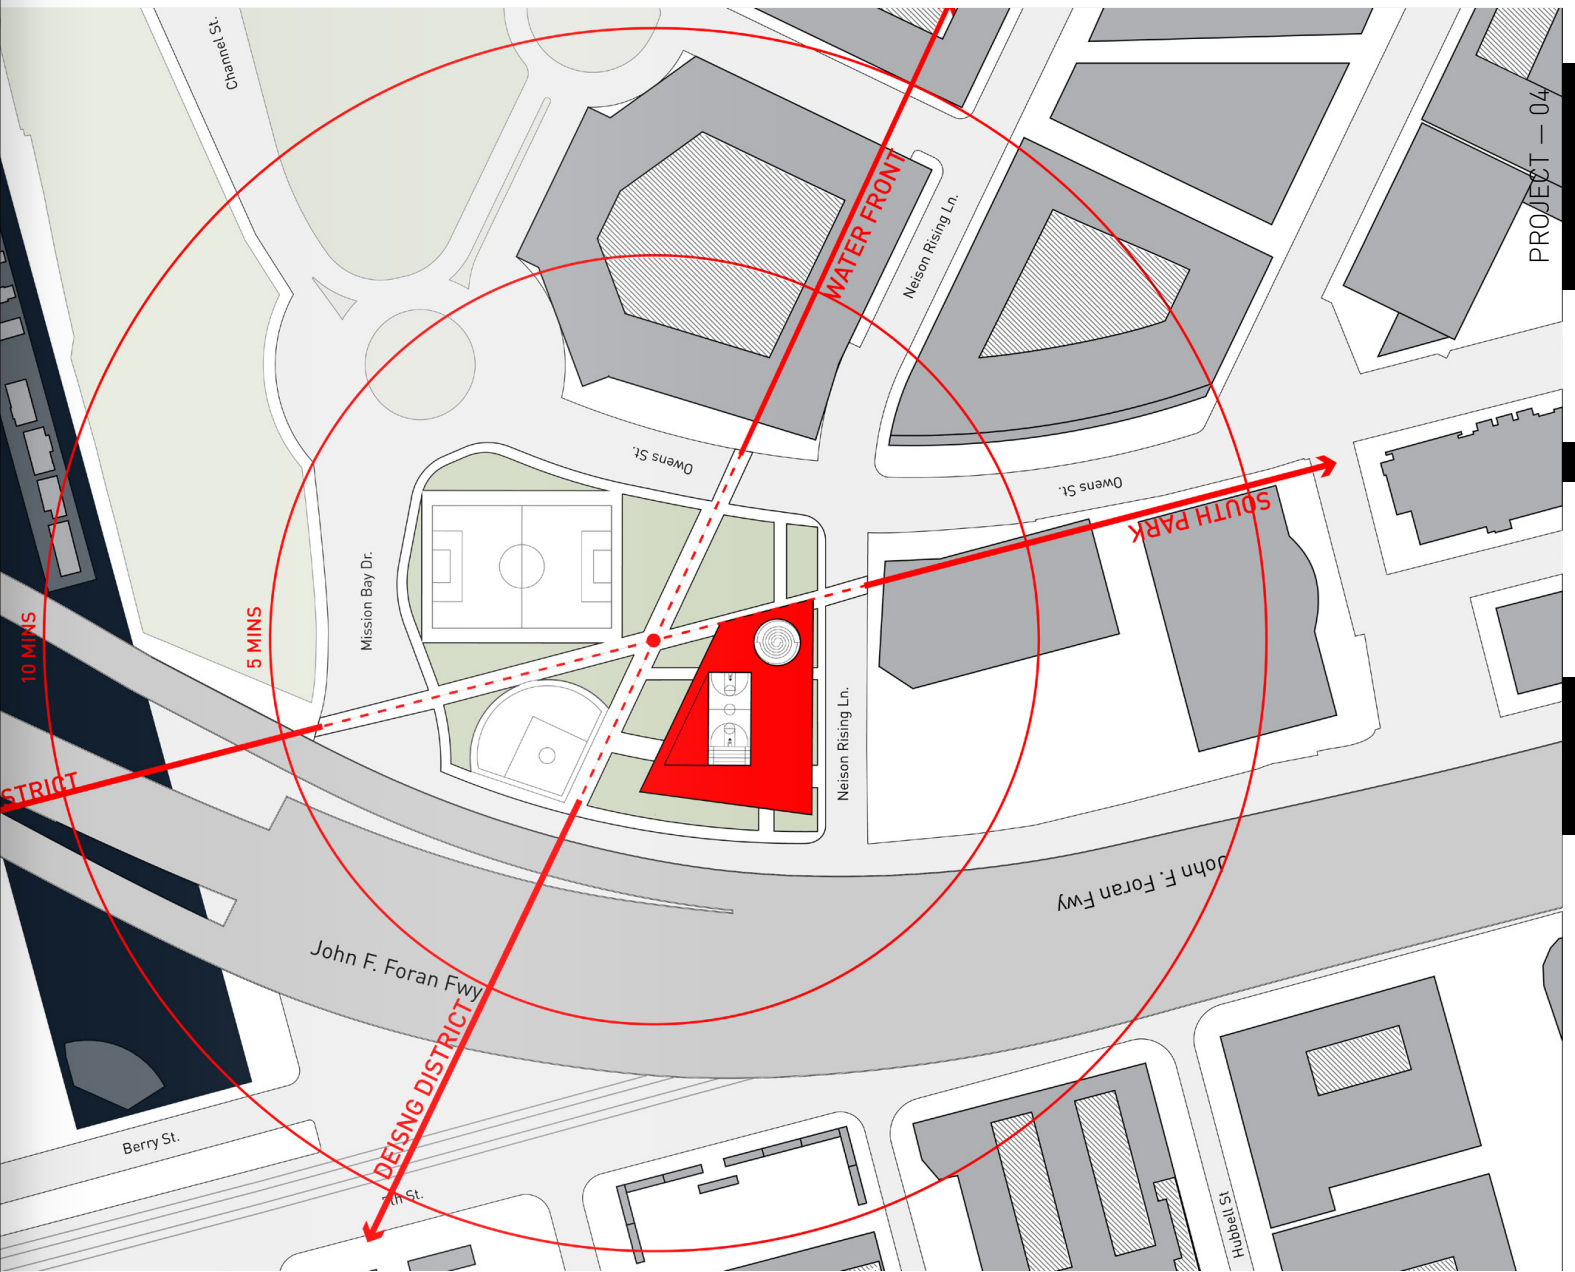 Channel St.
PROJECT — 04
WATER FRONT
Neison Rising Ln.
Owens St.
Owens St.
SOUTH PARK
Mission Bay Dr.
5 MINS
10 MINS
Neison Rising Ln.
STRICT
John F. Foran Fwy
John F. Foran Fwy
DEISNG DISTRICT
Berry St.
th St.
Hubbell St